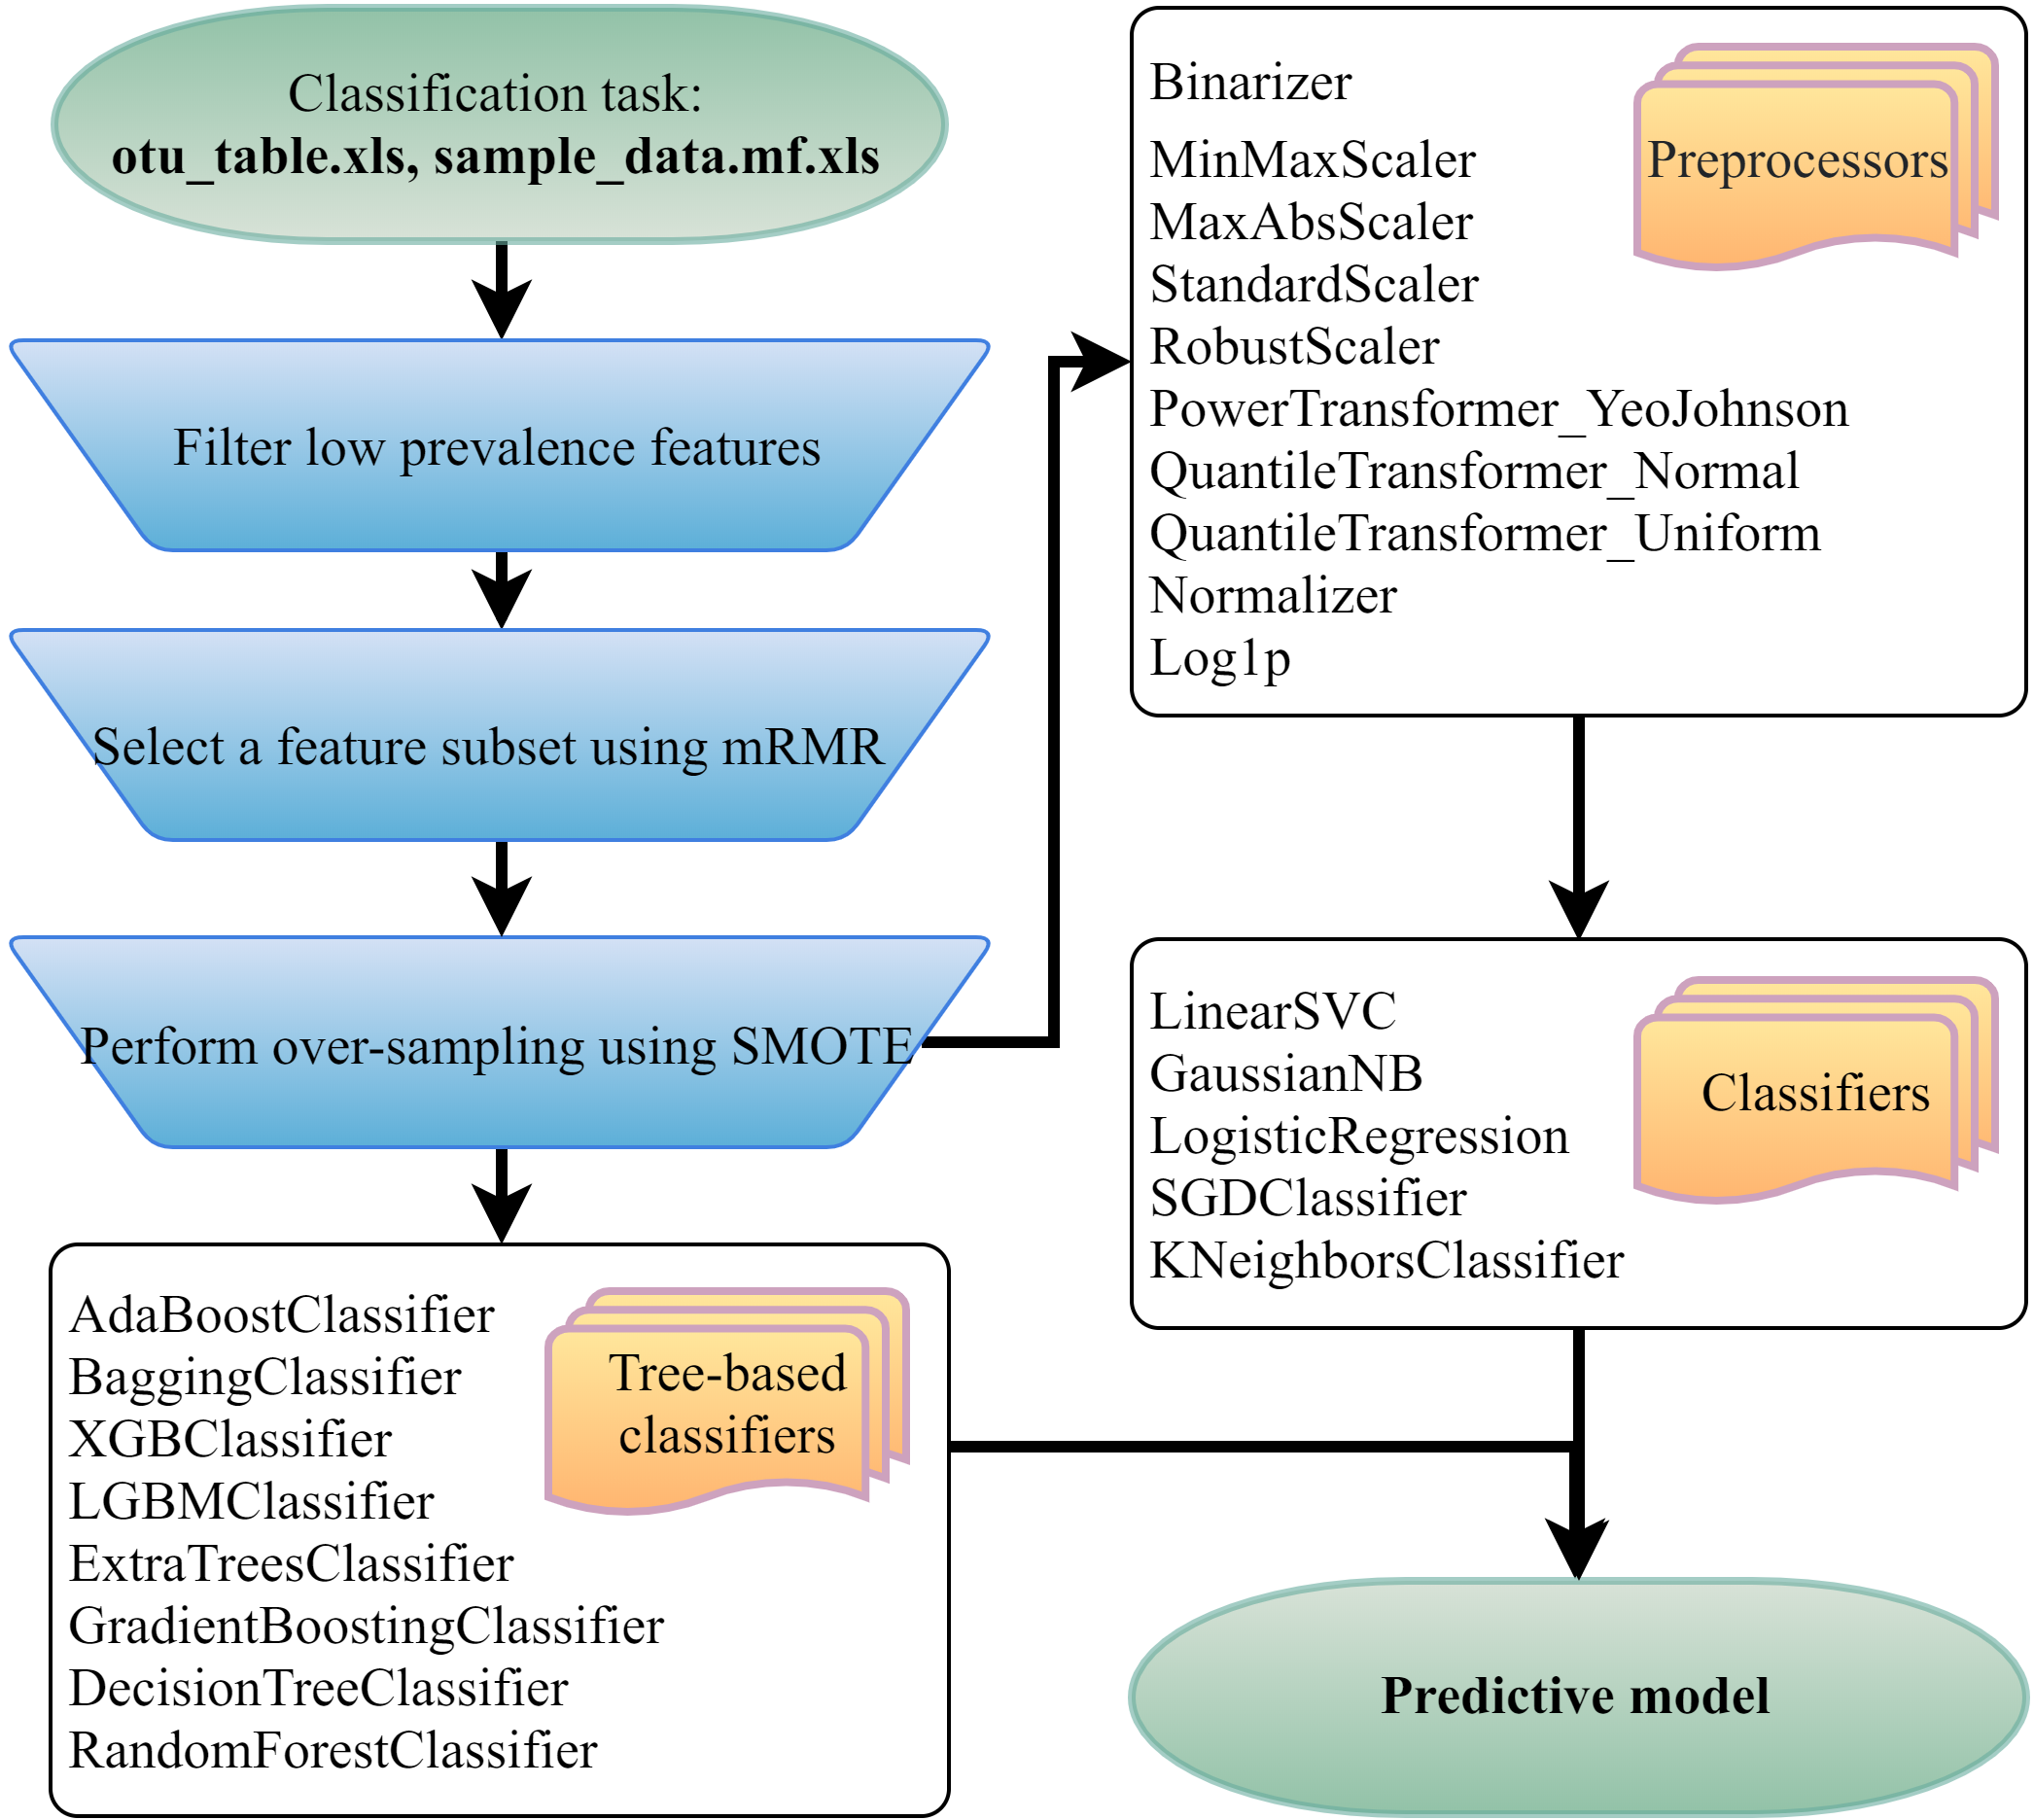 Classification task:
otu_table.xls, sample_data.mf.xls
Filter low prevalence features
Select a feature subset using mRMR
Perform over-sampling using SMOTE
Binarizer
MinMaxScaler
MaxAbsScaler
StandardScaler
RobustScaler
PowerTransformer_YeoJohnson
QuantileTransformer_Normal
QuantileTransformer_Uniform
Normalizer
Log1p
Preprocessors
LinearSVC
GaussianNB
LogisticRegression
SGDClassifier
KNeighborsClassifier
Classifiers
AdaBoostClassifier
BaggingClassifier
XGBClassifier
LGBMClassifier
ExtraTreesClassifier
GradientBoostingClassifier
DecisionTreeClassifier
RandomForestClassifier
Tree-based
classifiers
Predictive model